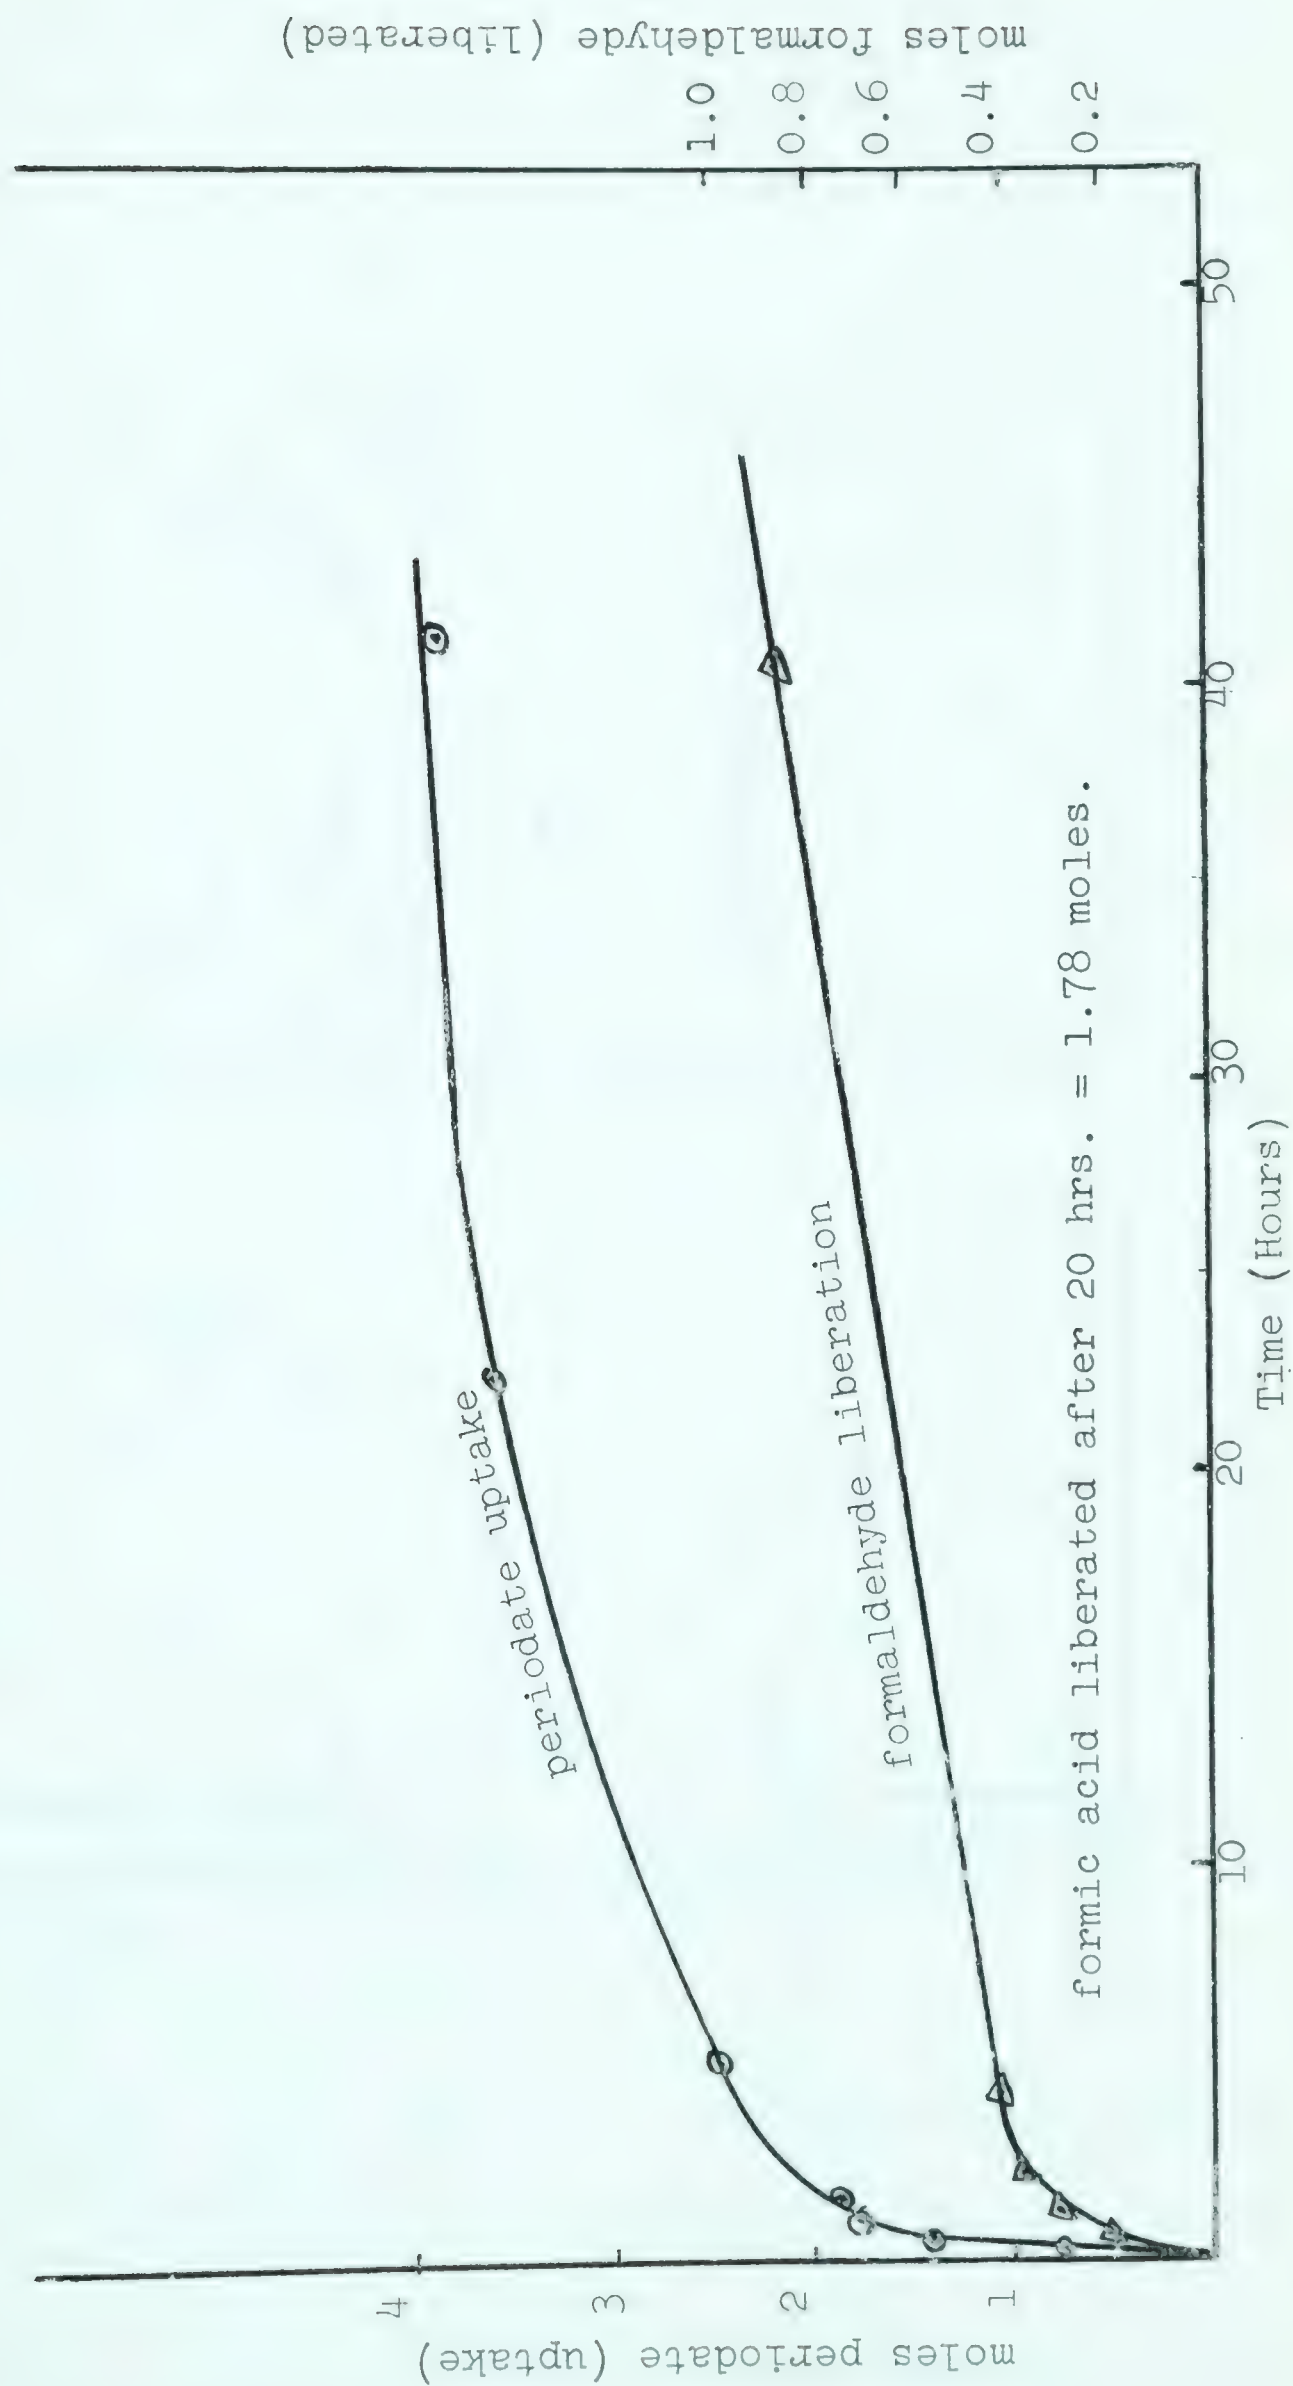 moles periodate (uptake)
4
3
2
1
periodate uptake
formaldehyde liberation
formic acid liberated after 20 hrs. = 1.78 moles.
10
20
30
40
50
Time (Hours)
moles formaldehyde (liberated)
1.0
0.8
0.6
0.4
0.2